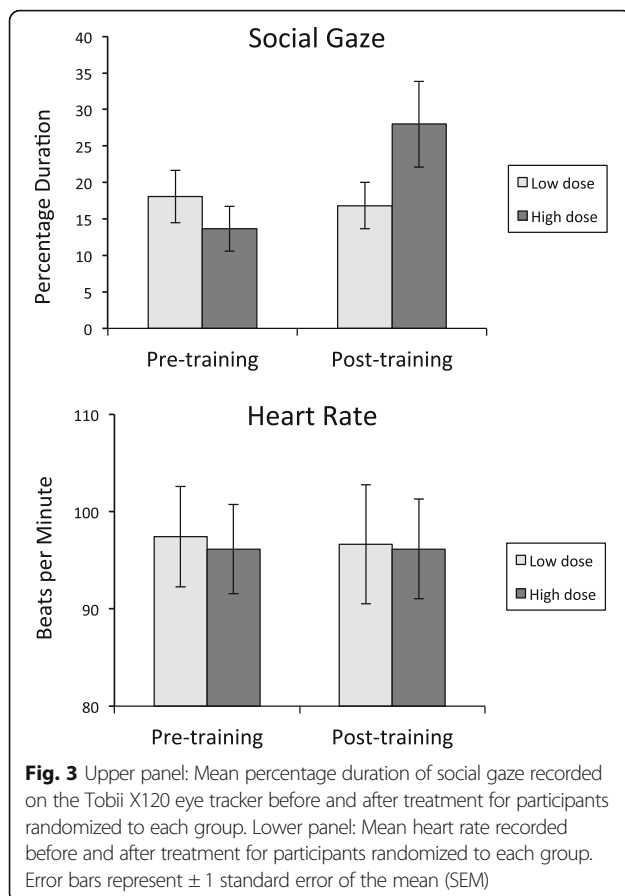 Social Gaze
40
35
30
25
20
15
10
5
0
Percentage Duration
Low dose
High dose
Pre-training
Post-training
Heart Rate
110
100
90
80
Beats per Minute
Low dose
High dose
Pre-training
Post-training
Fig. 3 Upper panel: Mean percentage duration of social gaze recorded
on the Tobii X120 eye tracker before and after treatment for participants
randomized to each group. Lower panel: Mean heart rate recorded
before and after treatment for participants randomized to each group.
Error bars represent ± 1 standard error of the mean (SEM)